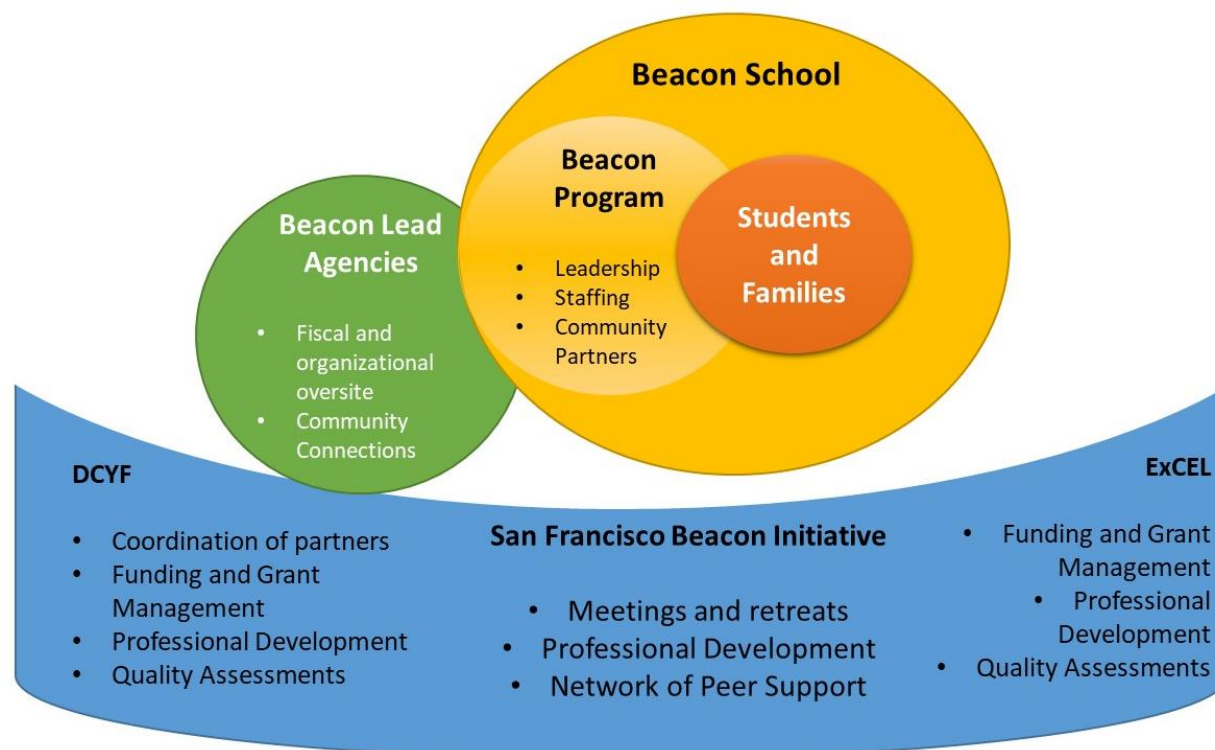 Beacon School
Beacon
Program
• Leadership
• Staffing
• Community
Partners
Students
and
Families
Beacon Lead
Agencies
• Fiscal and
organizational
oversite
• Community
Connections
DCYF
• Coordination of partners
• Funding and Grant
Management
• Professional Development
• Quality Assessments
San Francisco Beacon Initiative
• Meetings and retreats
• Professional Development
• Network of Peer Support
ExCEL
• Funding and Grant
Management
• Professional
Development
• Quality Assessments